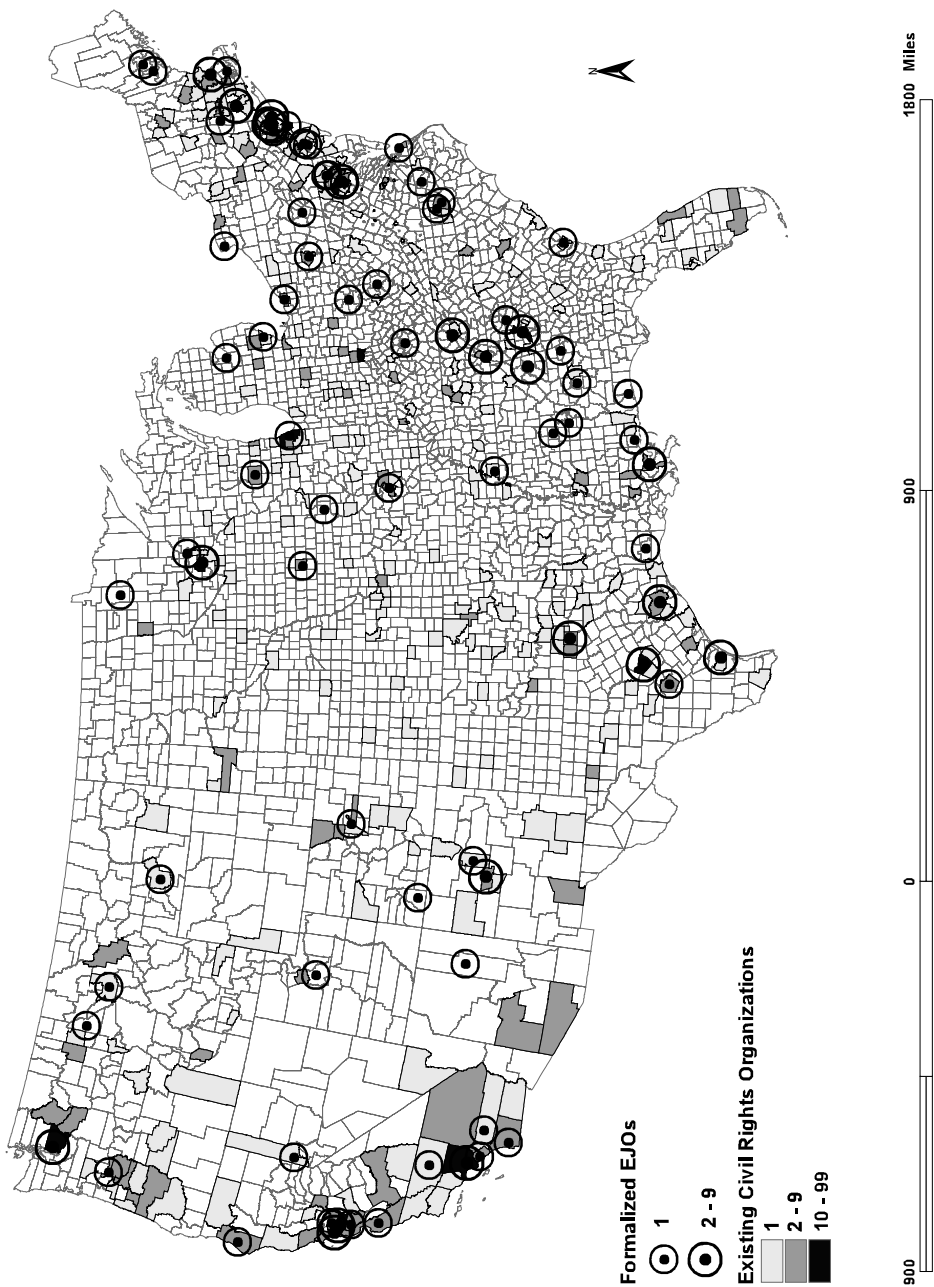 Formalized EJOs
1
2 - 9
Existing Civil Rights Organizations
1
2 - 9
10 - 99
N
900
0
900
1800 Miles